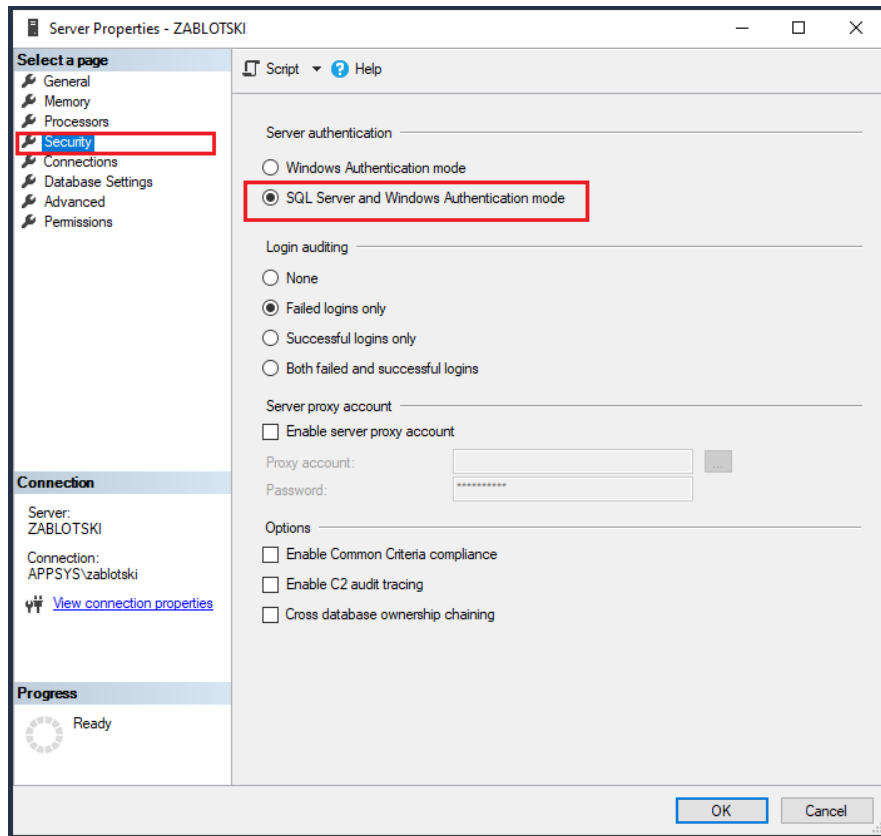 Server Properties - ZABLOTSKI
Select a page
General
Memory
Processors
Security
Connections
Database Settings
Advanced
Permissions
Connection
Server:
ZABLOTSKI
Connection:
APPSYS\zablotski
View connection properties
Progress
Ready
Script
Help
Server authentication
Windows Authentication mode
SQL Server and Windows Authentication mode
Login auditing
None
Failed logins only
Successful logins only
Both failed and successful logins
Server proxy account
Enable server proxy account
Proxy account:
...
Password:
**********
Options
Enable Common Criteria compliance
Enable C2 audit tracing
Cross database ownership chaining
OK
Cancel